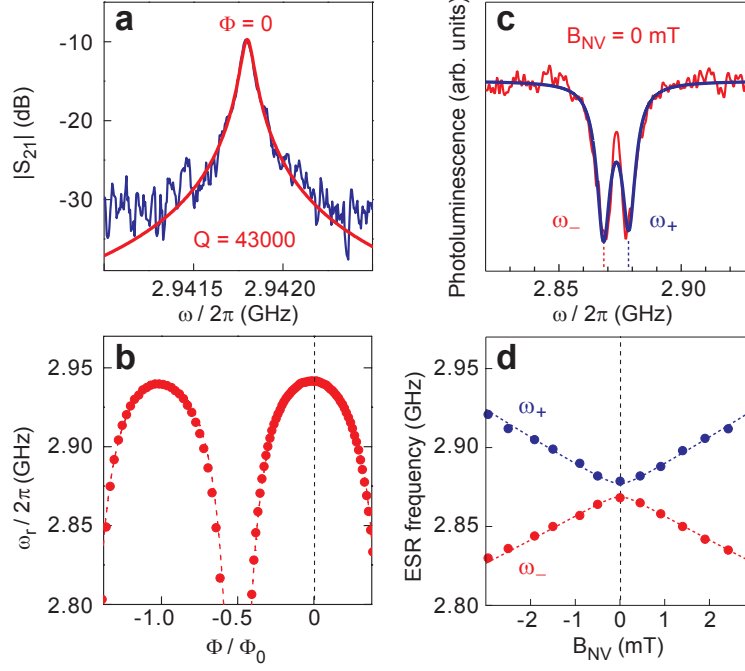 a
Φ = 0
|S21| (dB)
-10
-20
-30
Q = 43000
2.9415 2.9420
ω / 2π (GHz)
c
B_NV = 0 mT
Photoluminescence (arb. units)
ω₋ ω₊
2.85 2.90
ω / 2π (GHz)
b
ωr / 2π (GHz)
2.95
2.90
2.85
2.80
-1.0 -0.5 0
Φ / Φ0
d
ESR frequency (GHz)
2.95
2.90
2.85
2.80
ω₊
ω₋
-2 -1 0 1 2
B_NV (mT)